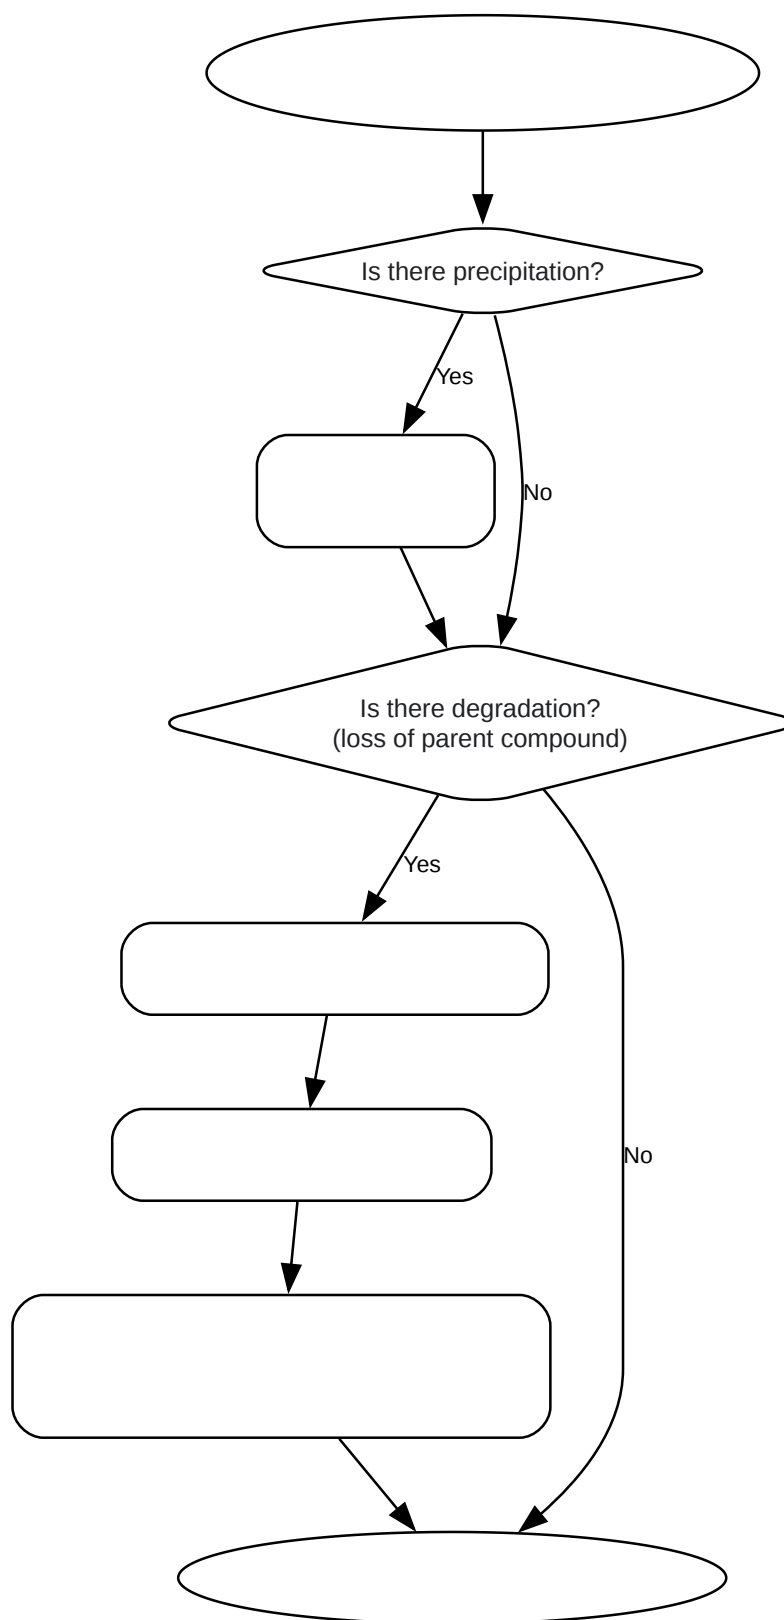 Is there precipitation?
Yes
No
Is there degradation?
(loss of parent compound)
Yes
No